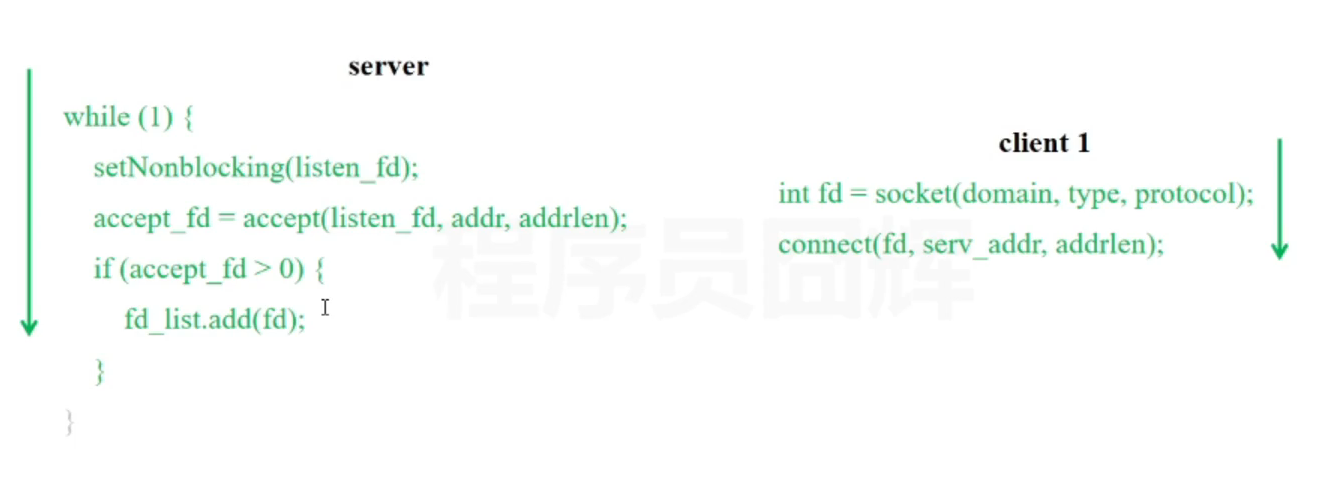 server
while (1) {
setNonblocking(listen_fd);
accept_fd = accept(listen_fd, addr, addrlen);
if (accept_fd > 0) {
fd_list.add(fd);
}
}
client 1
int fd = socket(domain, type, protocol);
connect(fd, serv_addr, addrlen);
程序员囧辉